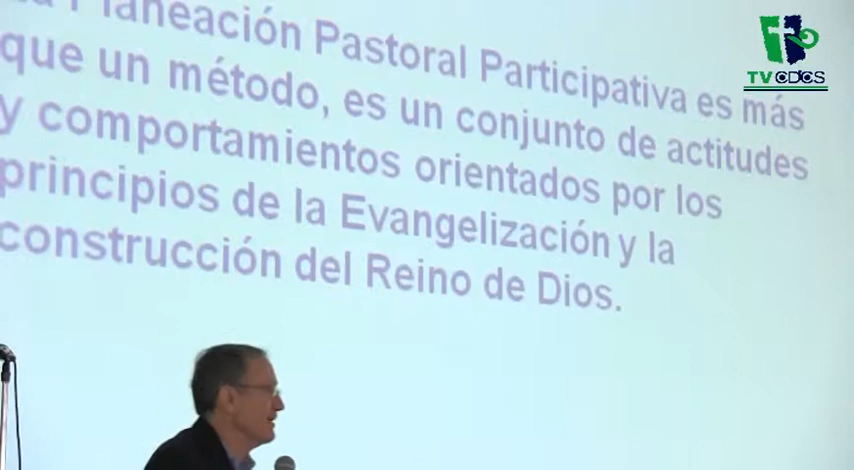 Planeación Pastoral Participativa es más
que un método, es un conjunto de actitudes
y comportamientos orientados por los
principios de la Evangelización y la
construcción del Reino de Dios.
TV